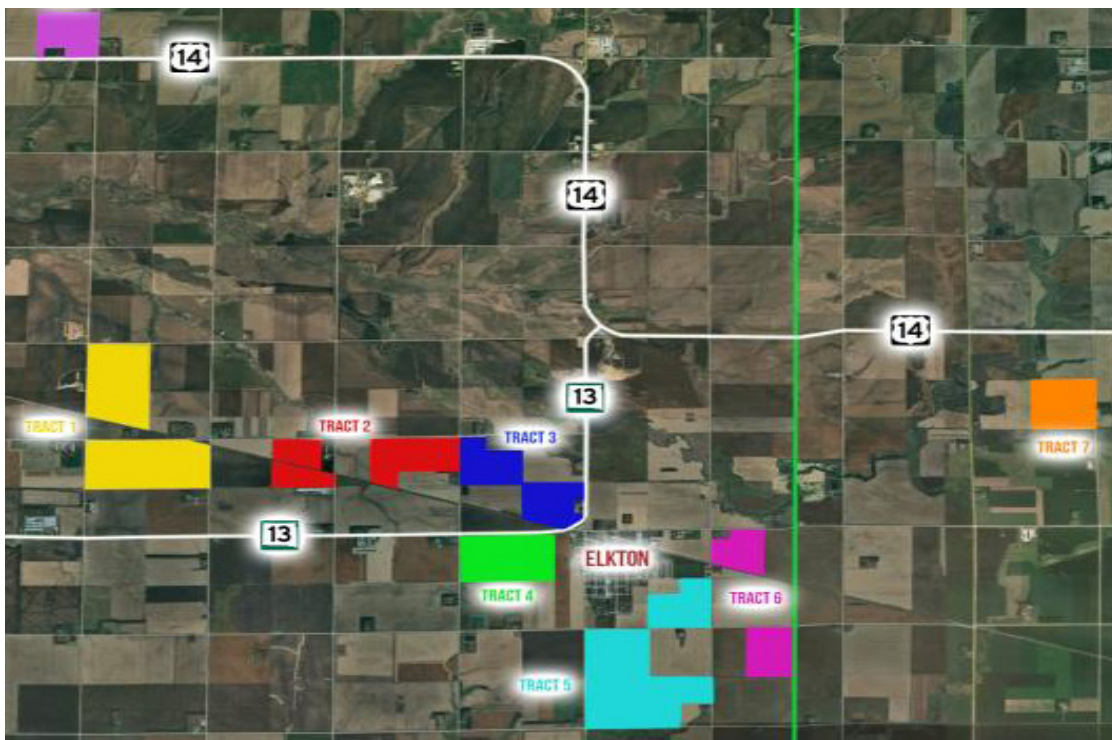 14
14
14
13
TRACT 1
TRACT 2
TRACT 3
TRACT 7
13
ELKTON
TRACT 4
TRACT 6
TRACT 5